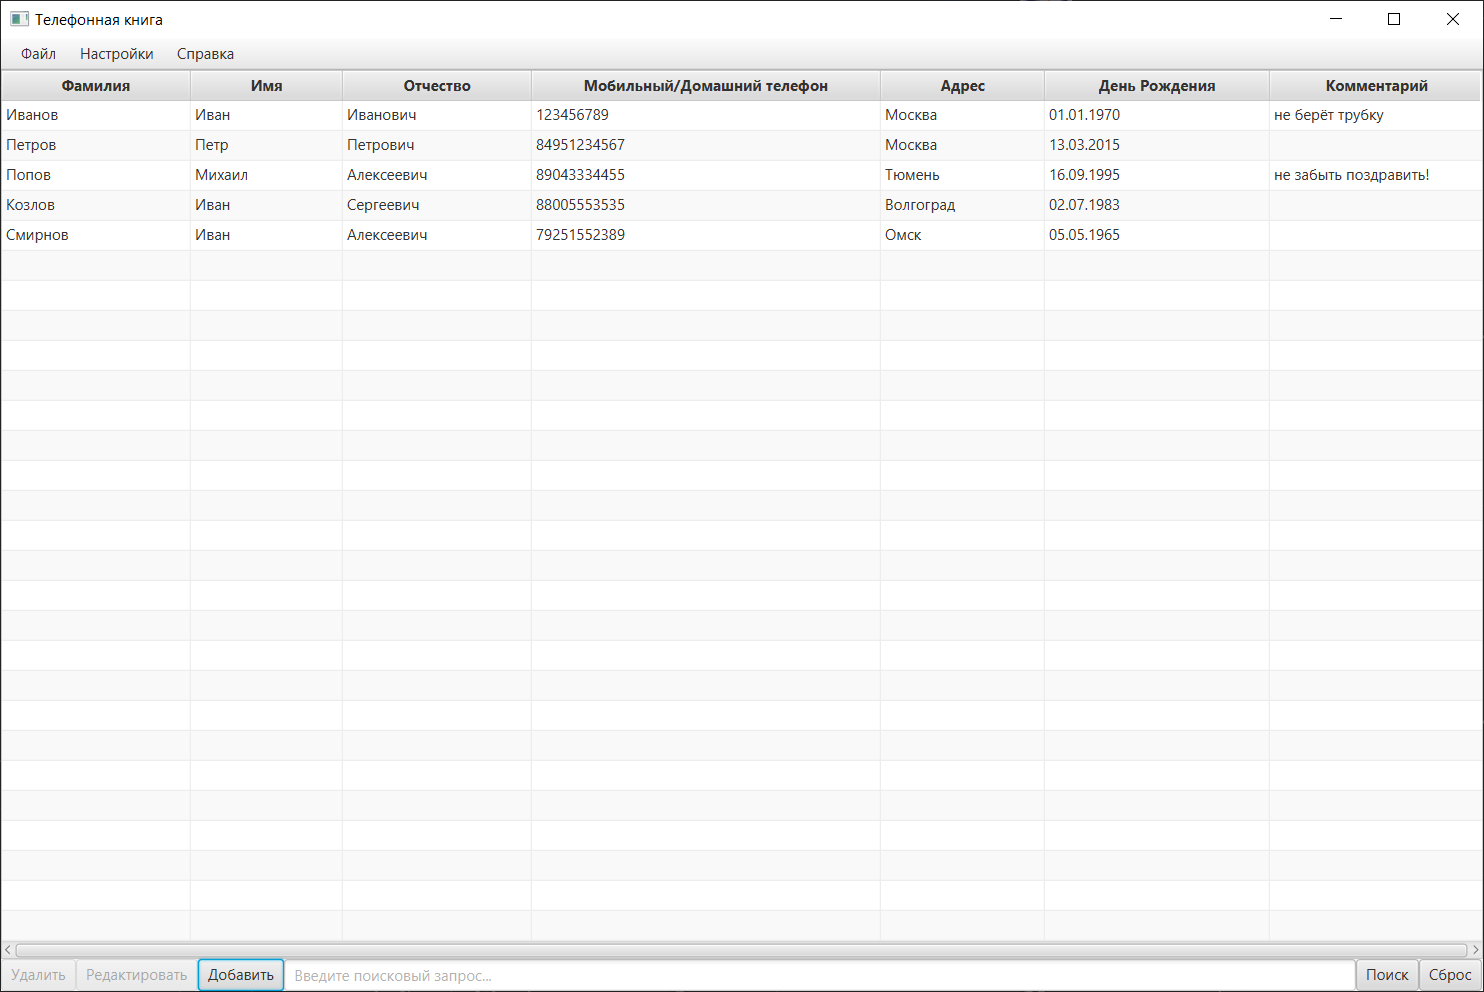 Телефонная книга
Файл Настройки Справка
Фамилия Имя Отчество Мобильный/Домашний телефон Адрес День Рождения Комментарий
Иванов Иван Иванович 123456789 Москва 01.01.1970 не берёт трубку
Петров Петр Петрович 84951234567 Москва 13.03.2015
Попов Михаил Алексеевич 89043334455 Тюмень 16.09.1995 не забыть поздравить!
Козлов Иван Сергеевич 88005553535 Волгоград 02.07.1983
Смирнов Иван Алексеевич 79251552389 Омск 05.05.1965
Удалить Редактировать Добавить Введите поисковый запрос... Поиск Сброс